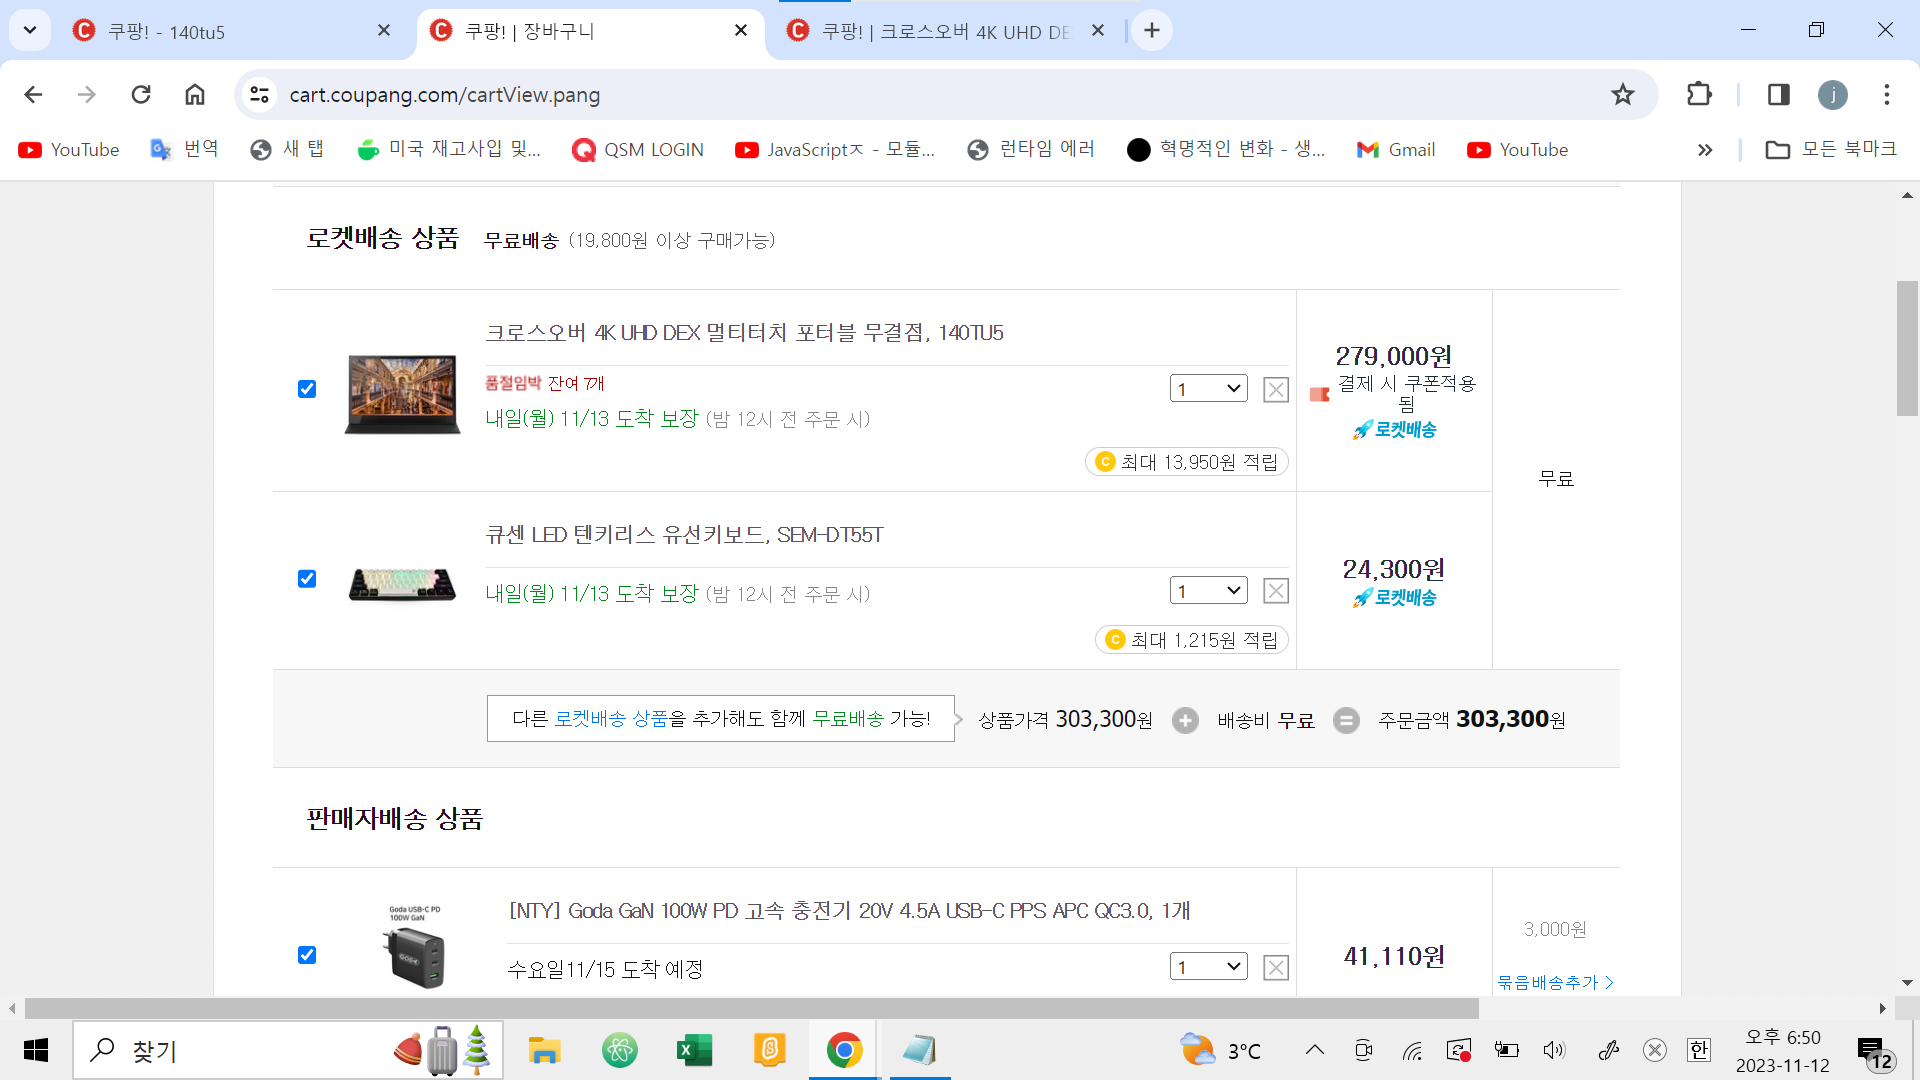 쿠팡! - 140tu5
쿠팡! | 장바구니
쿠팡! | 크로스오버 4K UHD DE
cart.coupang.com/cartView.pang
j
YouTube
번역
새 탭
미국 재고사입 및...
QSM LOGIN
JavaScriptㅈ - 모듈...
런타임 에러
혁명적인 변화 - 생...
Gmail
YouTube
모든 북마크
로켓배송 상품 무료배송 (19,800원 이상 구매가능)
크로스오버 4K UHD DEX 멀티터치 포터블 무결점, 140TU5
품절임박 잔여 7개
1
내일(월) 11/13 도착 보장 (밤 12시 전 주문 시)
최대 13,950원 적립
279,000원
결제 시 쿠폰적용
됨
로켓배송
무료
큐센 LED 텐키리스 유선키보드, SEM-DT55T
내일(월) 11/13 도착 보장 (밤 12시 전 주문 시)
1
최대 1,215원 적립
24,300원
로켓배송
다른 로켓배송 상품을 추가해도 함께 무료배송 가능!
상품가격 303,300원 + 배송비 무료 = 주문금액 303,300원
판매자배송 상품
Goda USB-C PD
100W GaN
[NTY] Goda GaN 100W PD 고속 충전기 20V 4.5A USB-C PPS APC QC3.0, 1개
수요일11/15 도착 예정
1
41,110원
3,000원
묶음배송추가 >
찾기
3°C
한
오후 6:50
2023-11-12
12